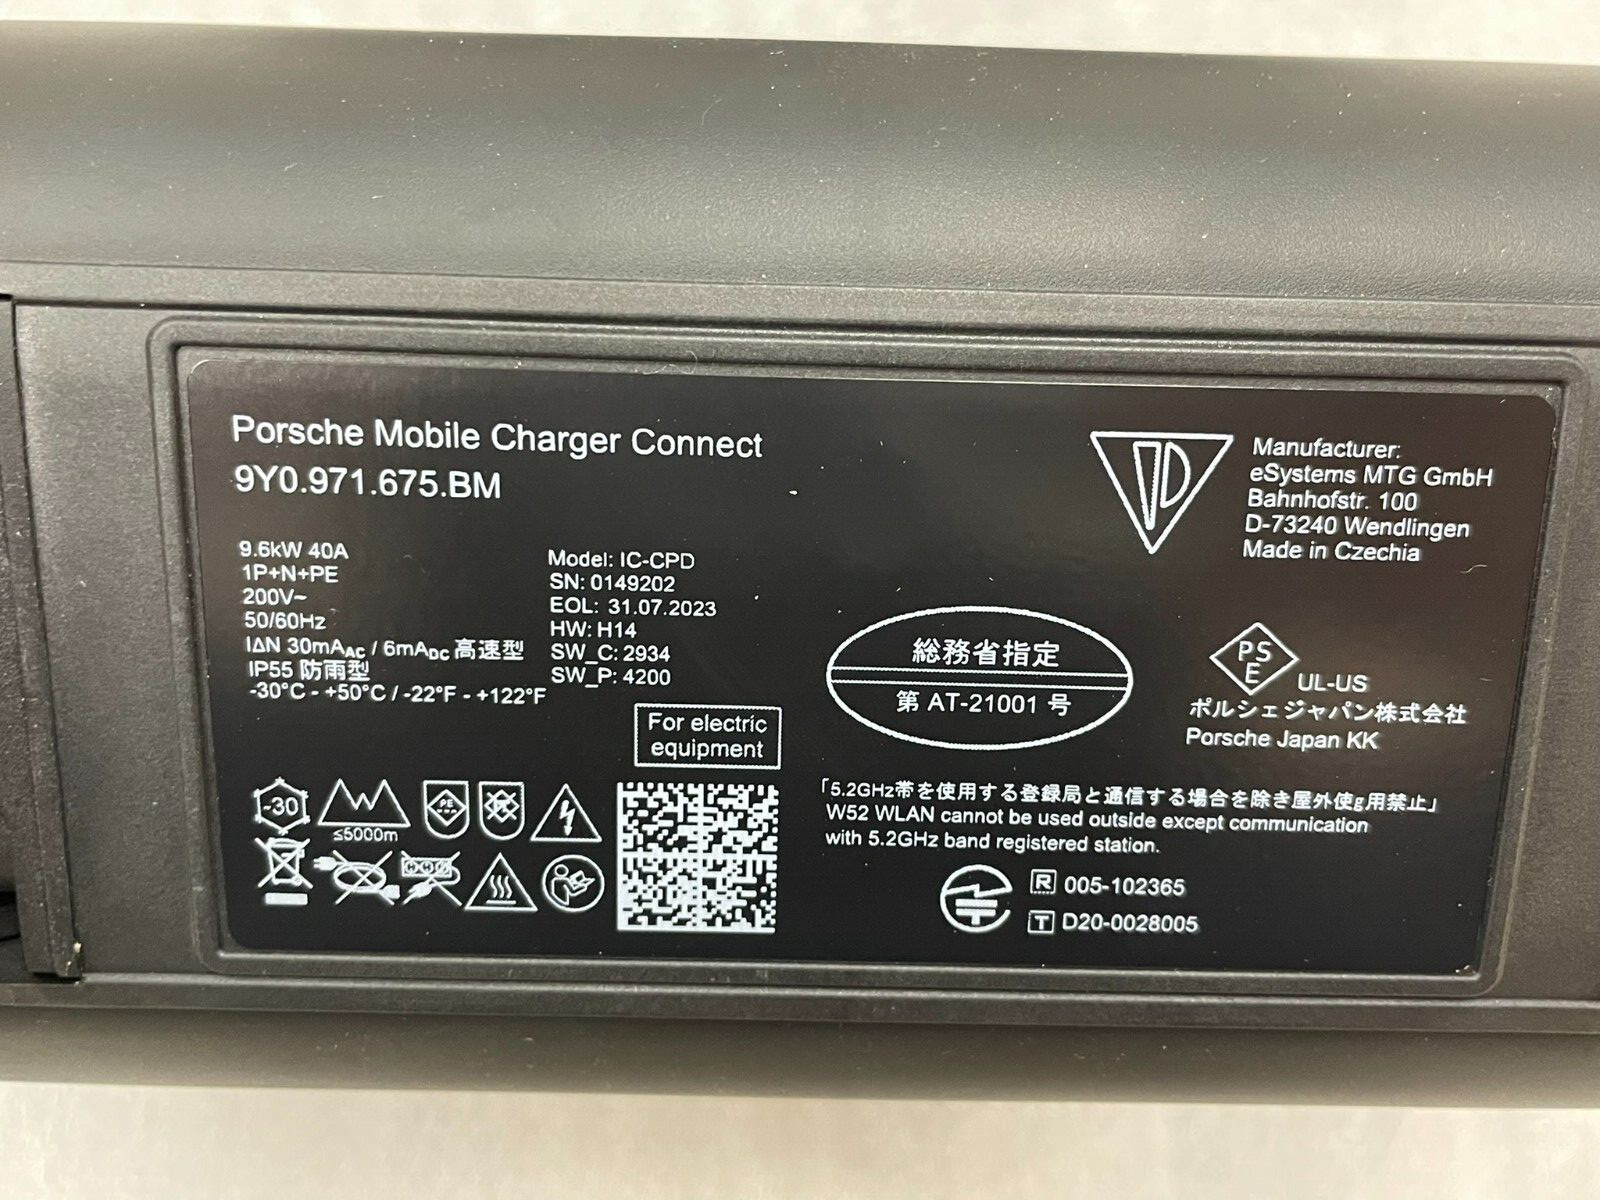 Porsche Mobile Charger Connect
9Y0.971.675.BM
9.6kW 40A
1P+N+PE
200V~
50/60Hz
IΔN 30mAAC / 6mADC 高速型
IP55 防雨型
-30°C - +50°C / -22°F - +122°F
Model: IC-CPD
SN: 0149202
EOL: 31.07.2023
HW: H14
SW_C: 2934
SW_P: 4200
For electric
equipment
-30
≤5000m
PE
Manufacturer:
eSystems MTG GmbH
Bahnhofstr. 100
D-73240 Wendlingen
Made in Czechia
総務省指定
第 AT-21001 号
PS
E
UL-US
ポルシェジャパン株式会社
Porsche Japan KK
「5.2GHz帯を使用する登録局と通信する場合を除き屋外使g用禁止」
W52 WLAN cannot be used outside except communication
with 5.2GHz band registered station.
R 005-102365
T D20-0028005